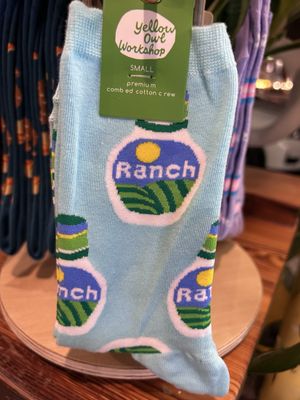 Yellow
Owl
Workshop
SMALL
premium
combed cotton crew
Ranch
Ranch
Ranch